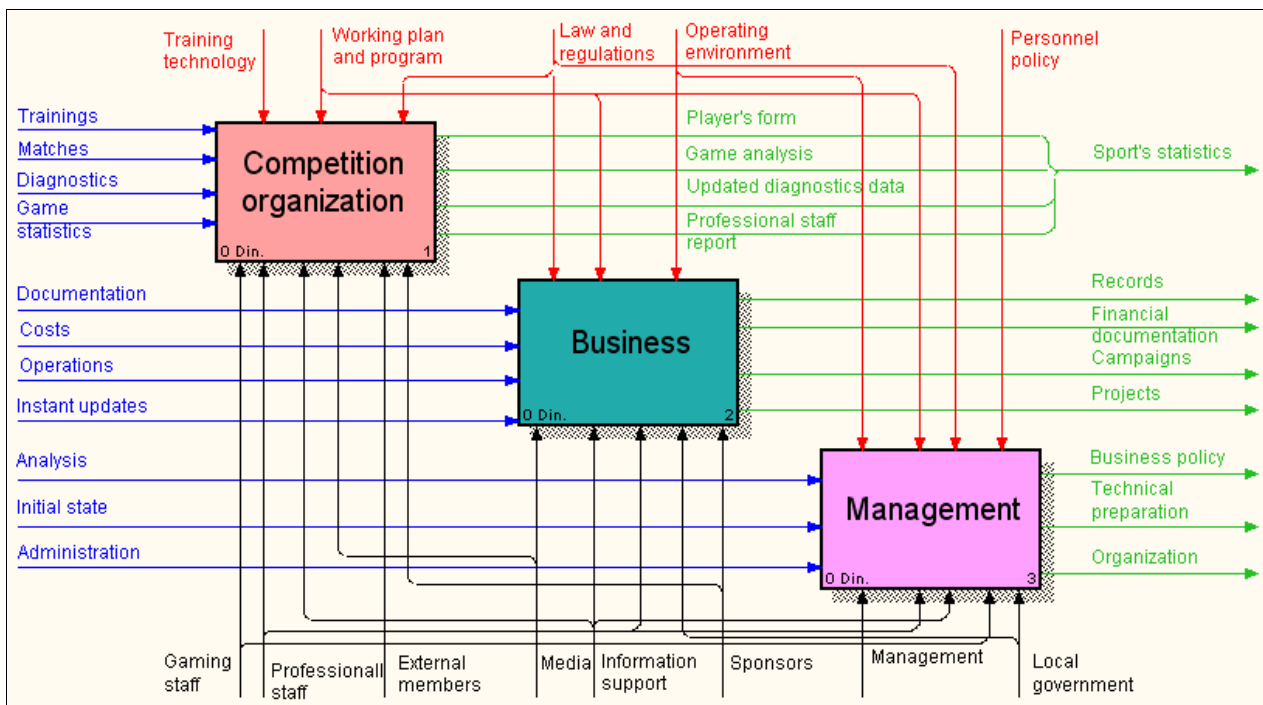 Training
technology
Working plan
and program
Law and
regulations
Operating
environment
Personnel
policy
Trainings
Matches
Diagnostics
Game
statistics
Competition
organization
0 Din.
1
Player's form
Game analysis
Updated diagnostics data
Professional staff
report
Sport's statistics
Documentation
Costs
Operations
Instant updates
Business
0 Din.
2
Records
Financial
documentation
Campaigns
Projects
Analysis
Initial state
Administration
Management
0 Din.
3
Business policy
Technical
preparation
Organization
Gaming
staff
Professionall
staff
External
members
Media
Information
support
Sponsors
Management
Local
government